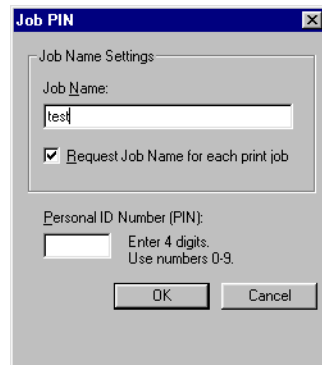 Job PIN
Job Name Settings
Job Name:
test
Request Job Name for each print job
Personal ID Number (PIN):
Enter 4 digits.
Use numbers 0-9.
OK
Cancel